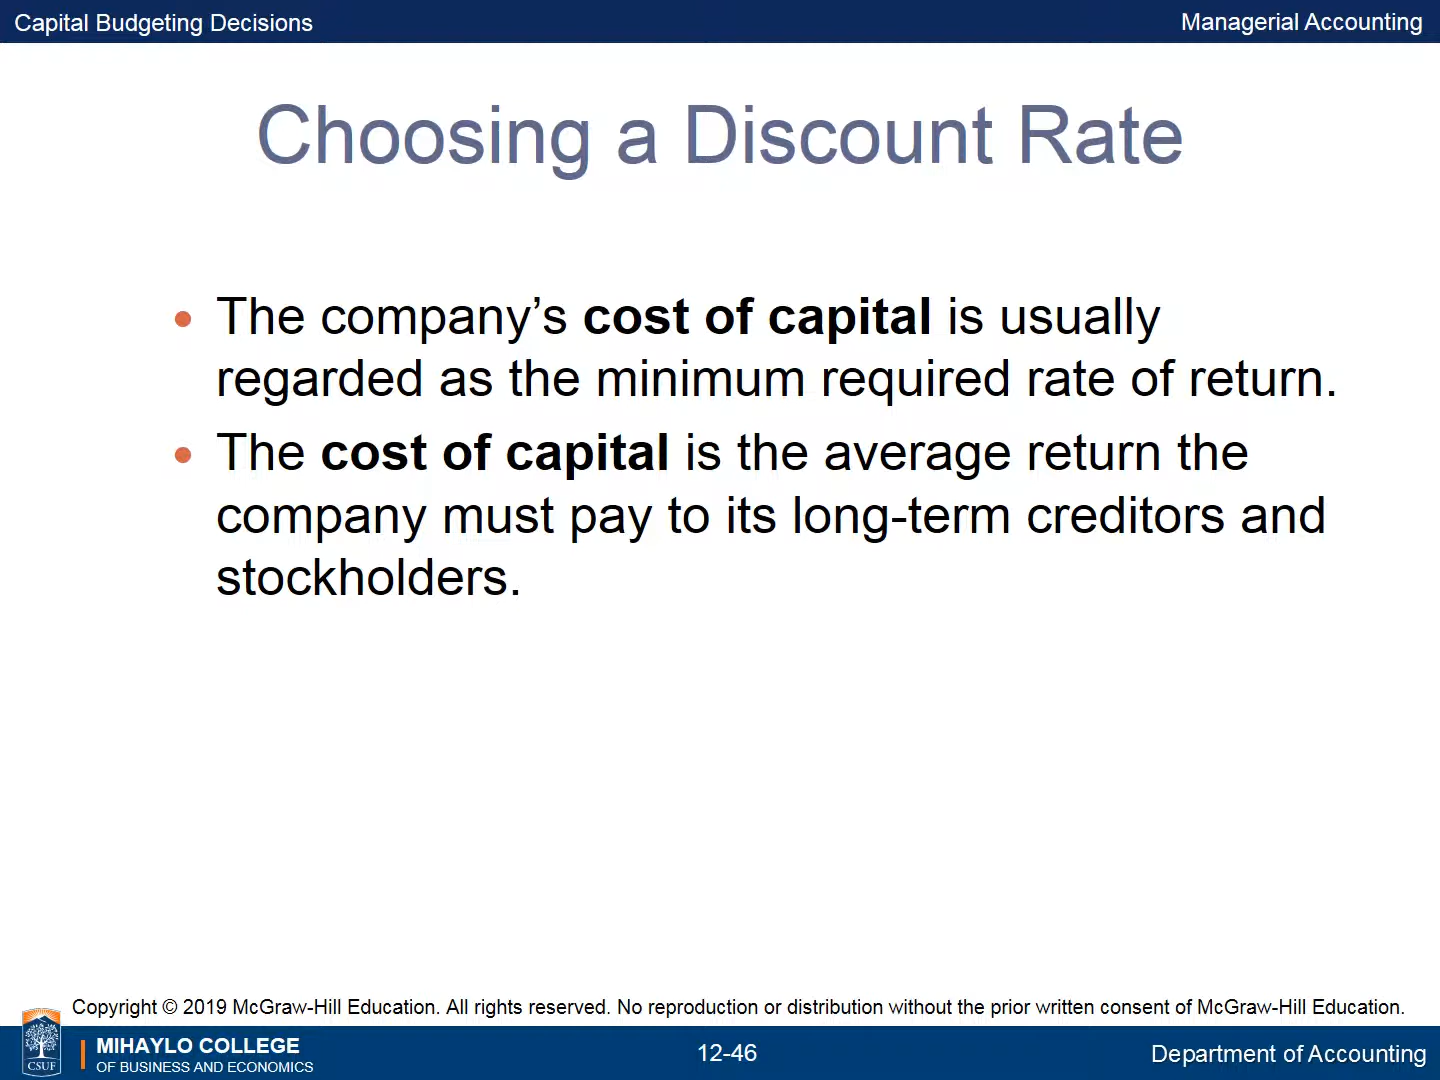 Capital Budgeting Decisions
Managerial Accounting
Choosing a Discount Rate
• The company’s cost of capital is usually
regarded as the minimum required rate of return.
• The cost of capital is the average return the
company must pay to its long-term creditors and
stockholders.
Copyright © 2019 McGraw-Hill Education. All rights reserved. No reproduction or distribution without the prior written consent of McGraw-Hill Education.
CSUF
MIHAYLO COLLEGE
OF BUSINESS AND ECONOMICS
12-46
Department of Accounting